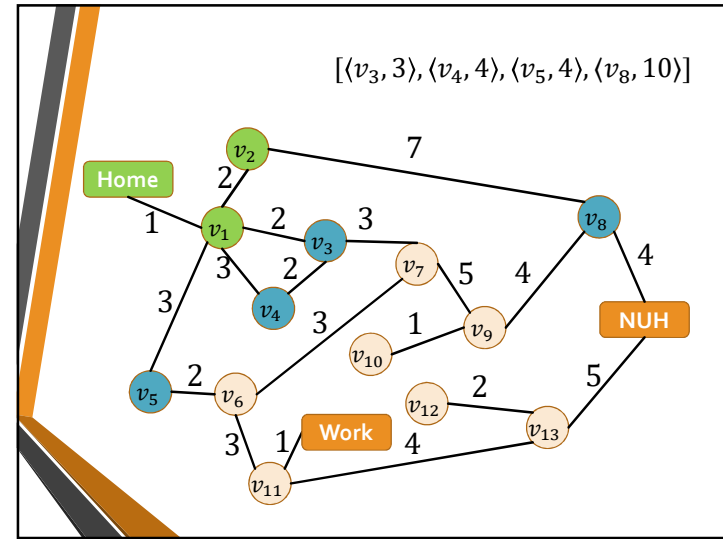 [⟨v₃, 3⟩, ⟨v₄, 4⟩, ⟨v₅, 4⟩, ⟨v₈, 10⟩]
7
v₂
Home
2
v₈
1
v₁
2
3
v₃
4
3
2
v₇
5
4
3
v₄
3
NUH
1
v₉
v₁₀
5
2
v₅
v₆
2
v₁₂
v₁₃
3
1
Work
4
v₁₁